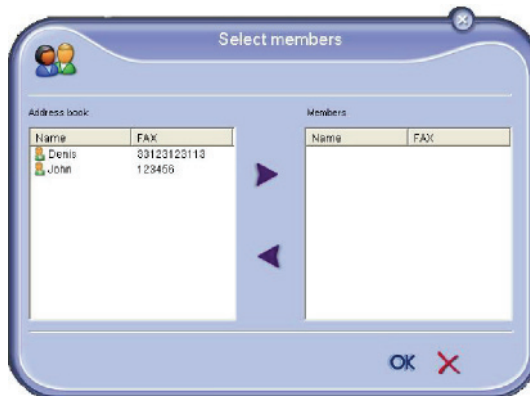 Select members
Address book:
Members
Name FAX
Denis 33123123113
John 123456
Name FAX
OK